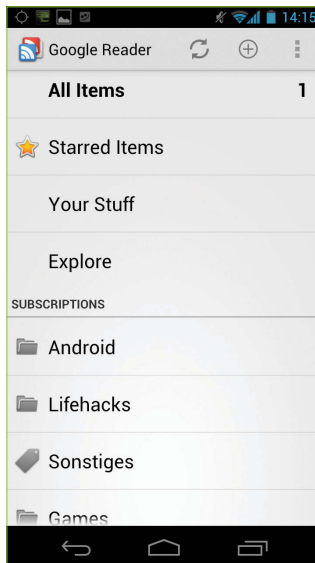 14:15
Google Reader
All Items 1
Starred Items
Your Stuff
Explore
SUBSCRIPTIONS
Android
Lifehacks
Sonstiges
Games